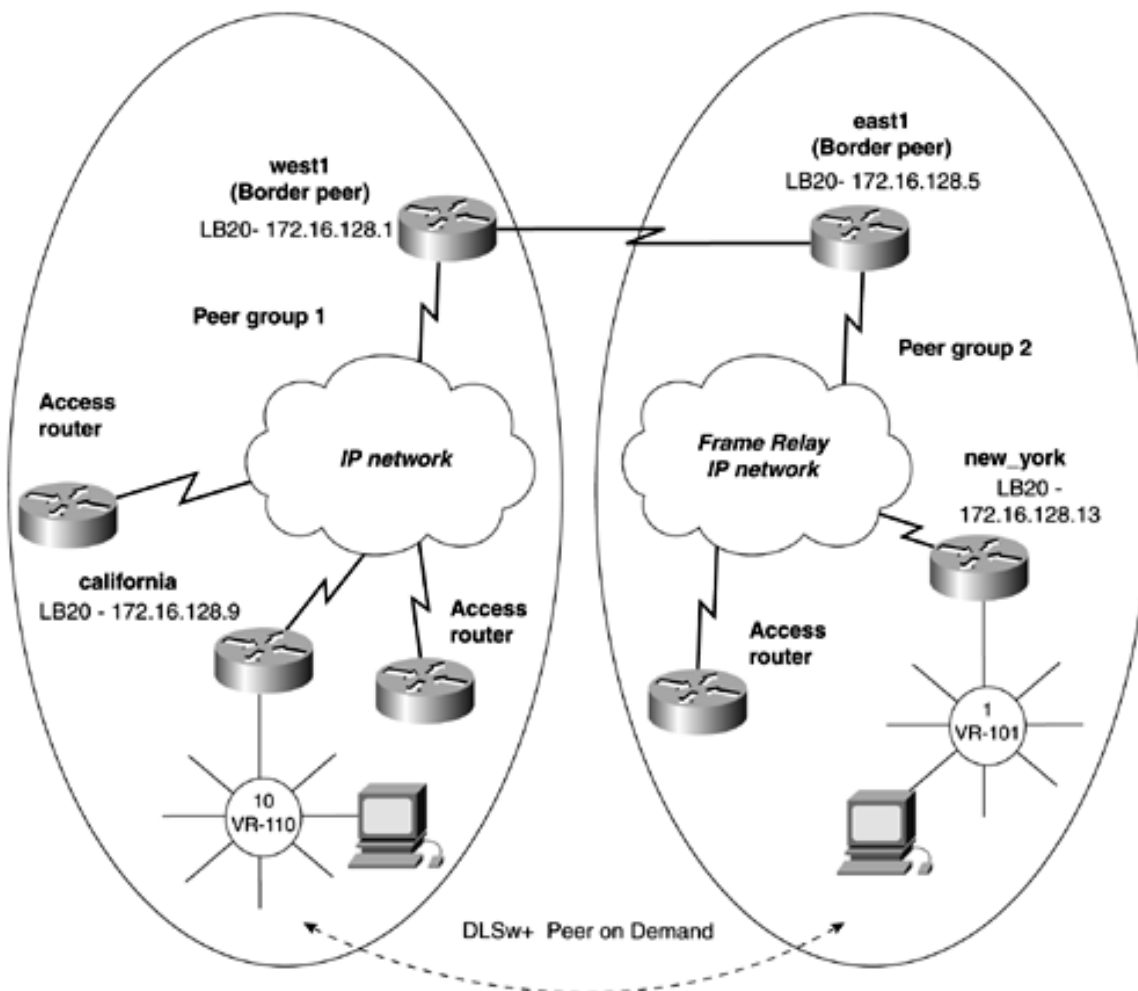 west1
(Border peer)
LB20- 172.16.128.1
east1
(Border peer)
LB20- 172.16.128.5
Peer group 1
Peer group 2
Access
router
IP network
Frame Relay
IP network
new_york
LB20 -
172.16.128.13
california
LB20 - 172.16.128.9
Access
router
Access
router
1
VR-101
10
VR-110
DLSw+ Peer on Demand